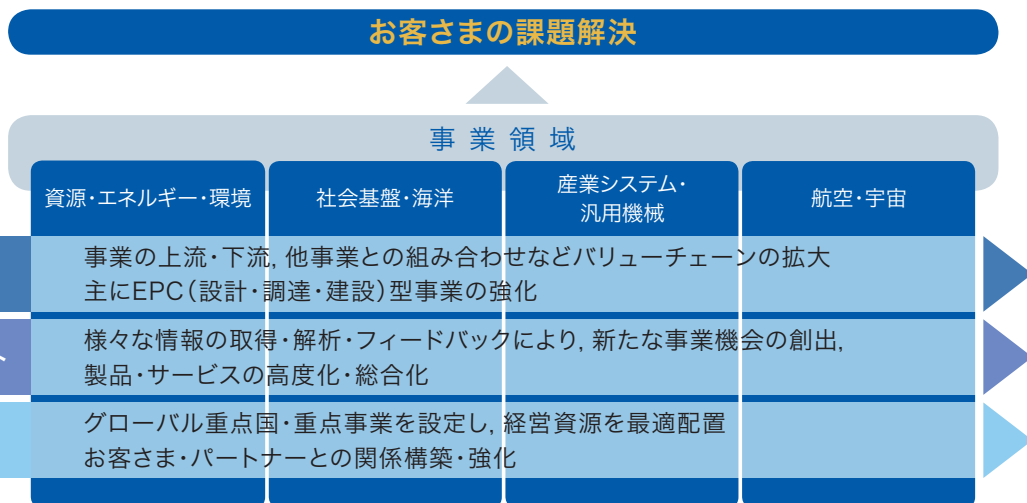 お客さまの課題解決
事業領域
資源・エネルギー・環境
社会基盤・海洋
産業システム・
汎用機械
航空・宇宙
事業の上流・下流, 他事業との組み合わせなどバリューチェーンの拡大
主にEPC(設計・調達・建設)型事業の強化
様々な情報の取得・解析・フィードバックにより, 新たな事業機会の創出,
製品・サービスの高度化・総合化
グローバル重点国・重点事業を設定し, 経営資源を最適配置
お客さま・パートナーとの関係構築・強化